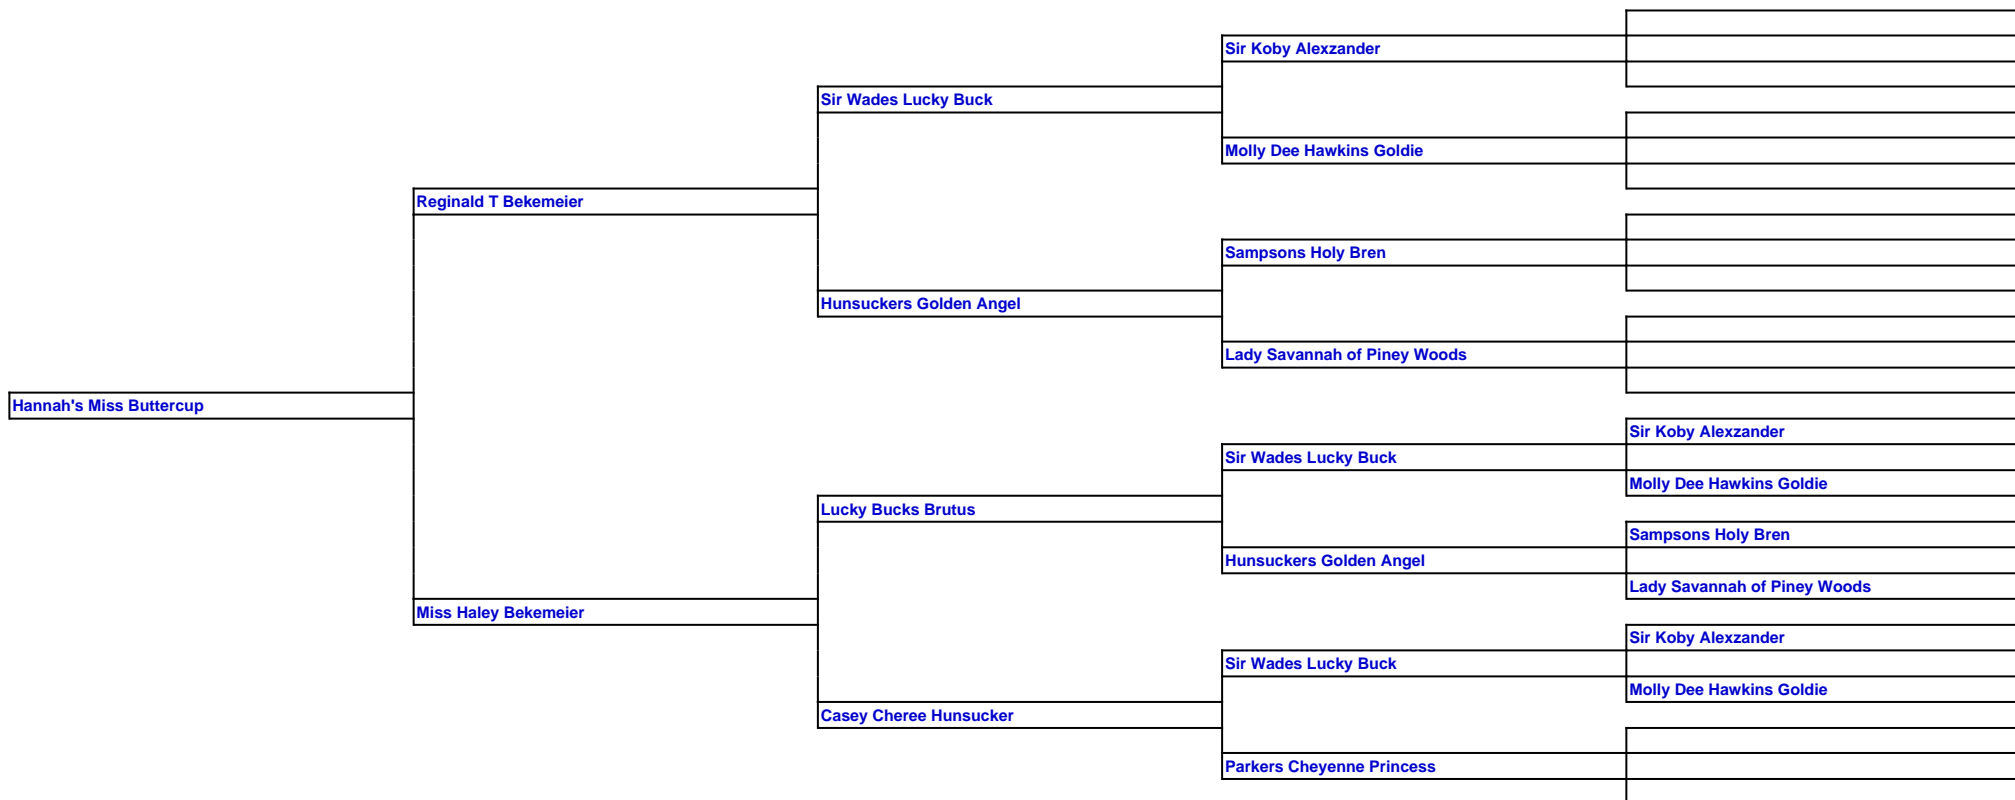 Sir Koby Alexzander
Sir Wades Lucky Buck
Molly Dee Hawkins Goldie
Reginald T Bekemeier
Sampsons Holy Bren
Hunsuckers Golden Angel
Lady Savannah of Piney Woods
Hannah's Miss Buttercup
Sir Koby Alexzander
Sir Wades Lucky Buck
Molly Dee Hawkins Goldie
Lucky Bucks Brutus
Sampsons Holy Bren
Hunsuckers Golden Angel
Lady Savannah of Piney Woods
Miss Haley Bekemeier
Sir Koby Alexzander
Sir Wades Lucky Buck
Molly Dee Hawkins Goldie
Casey Cheree Hunsucker
Parkers Cheyenne Princess